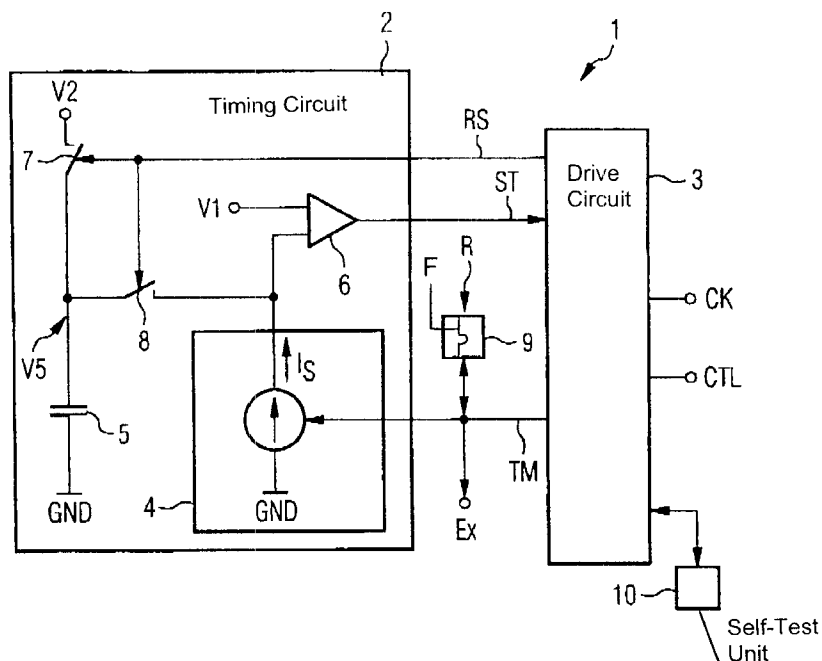 1
2
V2
Timing Circuit
7
RS
Drive
Circuit
3
ST
V1
6
F
R
9
CK
8
V5
IS
CTL
5
TM
4
GND
GND
Ex
10
Self-Test
Unit